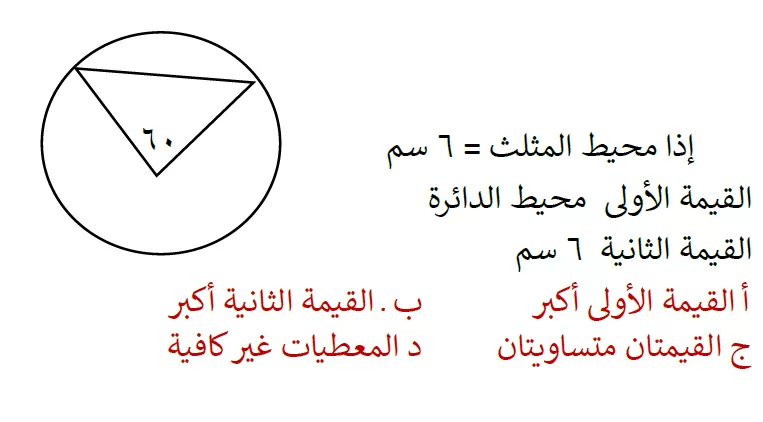 ٦٠
إذا محيط المثلث = ٦ سم
القيمة الأولى محيط الدائرة
القيمة الثانية ٦ سم
أ القيمة الأولى أكبر ب . القيمة الثانية أكبر
ج القيمتان متساويتان د المعطيات غير كافية